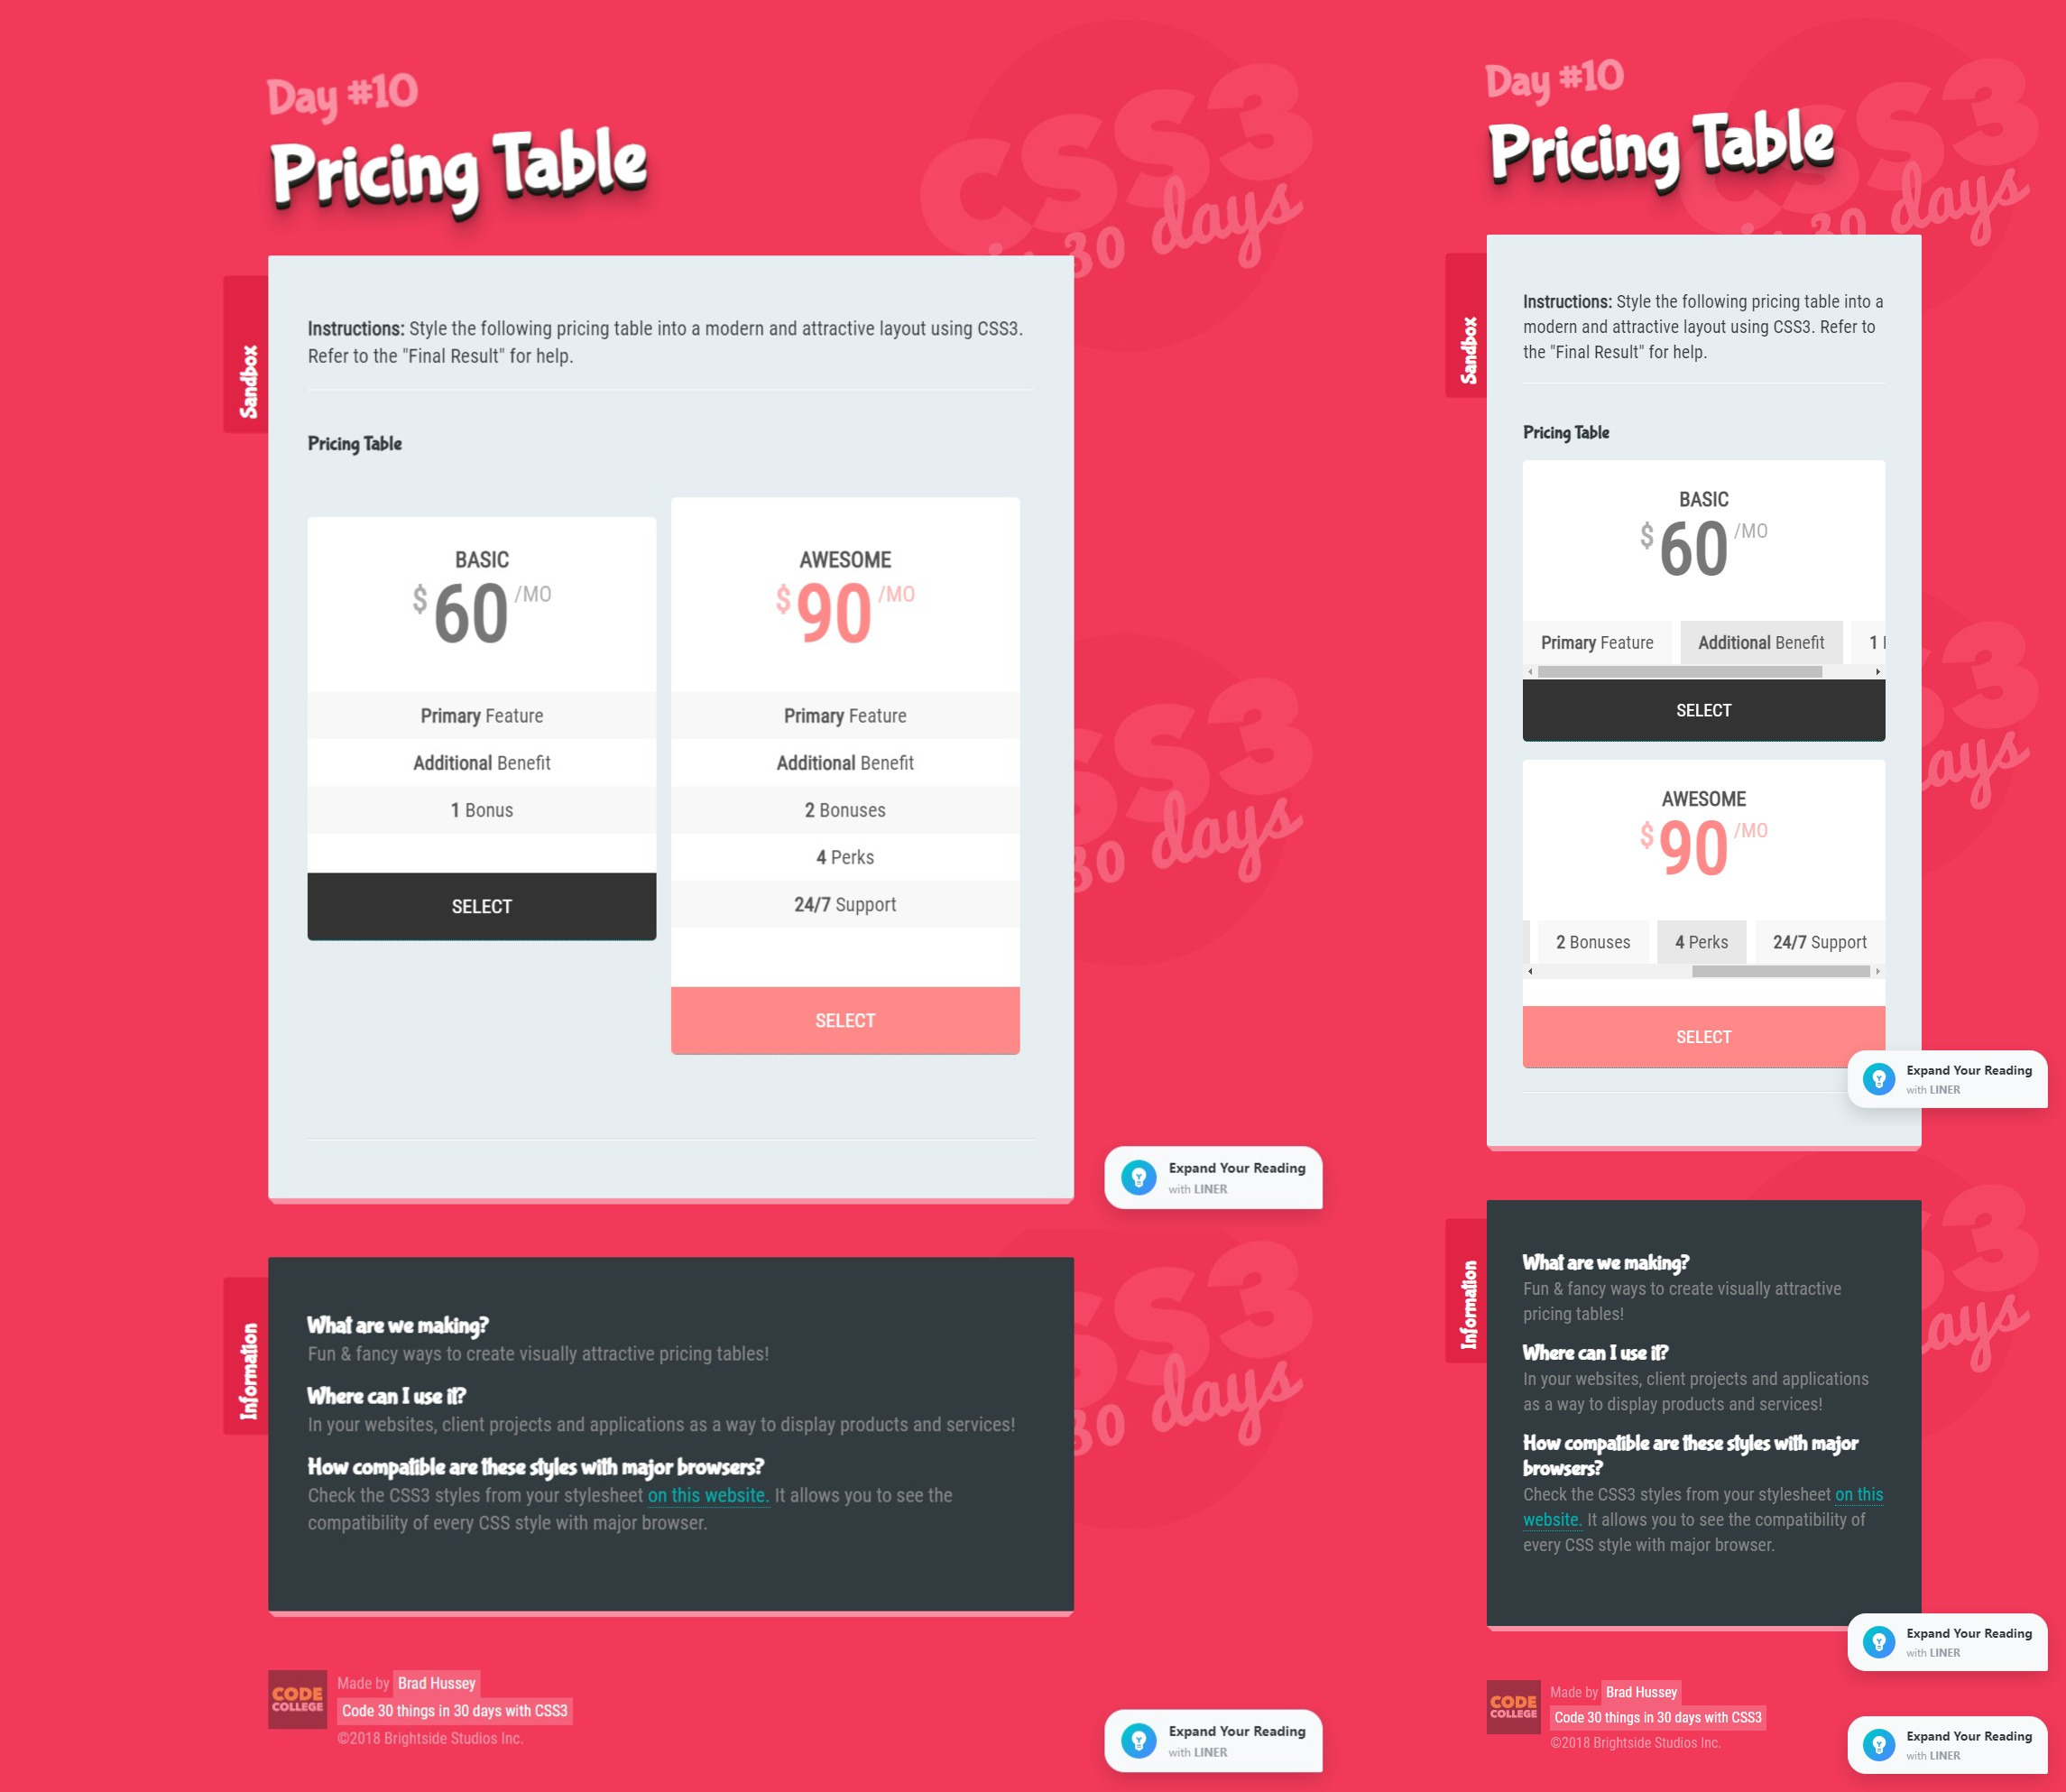 Day #10
Pricing Table
CSS3
30 days
Sandbox
Instructions: Style the following pricing table into a modern and attractive layout using CSS3.
Refer to the "Final Result" for help.
Pricing Table
BASIC
$60/MO
Primary Feature
Additional Benefit
1 Bonus
SELECT
AWESOME
$90/MO
Primary Feature
Additional Benefit
2 Bonuses
4 Perks
24/7 Support
SELECT
SS3
30 days
Expand Your Reading
with LINER
Information
What are we making?
Fun & fancy ways to create visually attractive pricing tables!
Where can I use it?
In your websites, client projects and applications as a way to display products and services!
How compatible are these styles with major browsers?
Check the CSS3 styles from your stylesheet on this website. It allows you to see the
compatibility of every CSS style with major browser.
SS3
30 days
CODE
COLLEGE
Made by Brad Hussey
Code 30 things in 30 days with CSS3
©2018 Brightside Studios Inc.
Expand Your Reading
with LINER
Day #10
Pricing Table
CSS3
30 days
Sandbox
Instructions: Style the following pricing table into a
modern and attractive layout using CSS3. Refer to
the "Final Result" for help.
Pricing Table
BASIC
$60/MO
Primary Feature
Additional Benefit
1
SELECT
AWESOME
$90/MO
2 Bonuses
4 Perks
24/7 Support
SELECT
Expand Your Reading
with LINER
Information
What are we making?
Fun & fancy ways to create visually attractive
pricing tables!
Where can I use it?
In your websites, client projects and applications
as a way to display products and services!
How compatible are these styles with major
browsers?
Check the CSS3 styles from your stylesheet on this
website. It allows you to see the compatibility of
every CSS style with major browser.
Expand Your Reading
with LINER
CODE
COLLEGE
Made by Brad Hussey
Code 30 things in 30 days with CSS3
©2018 Brightside Studios Inc.
Expand Your Reading
with LINER